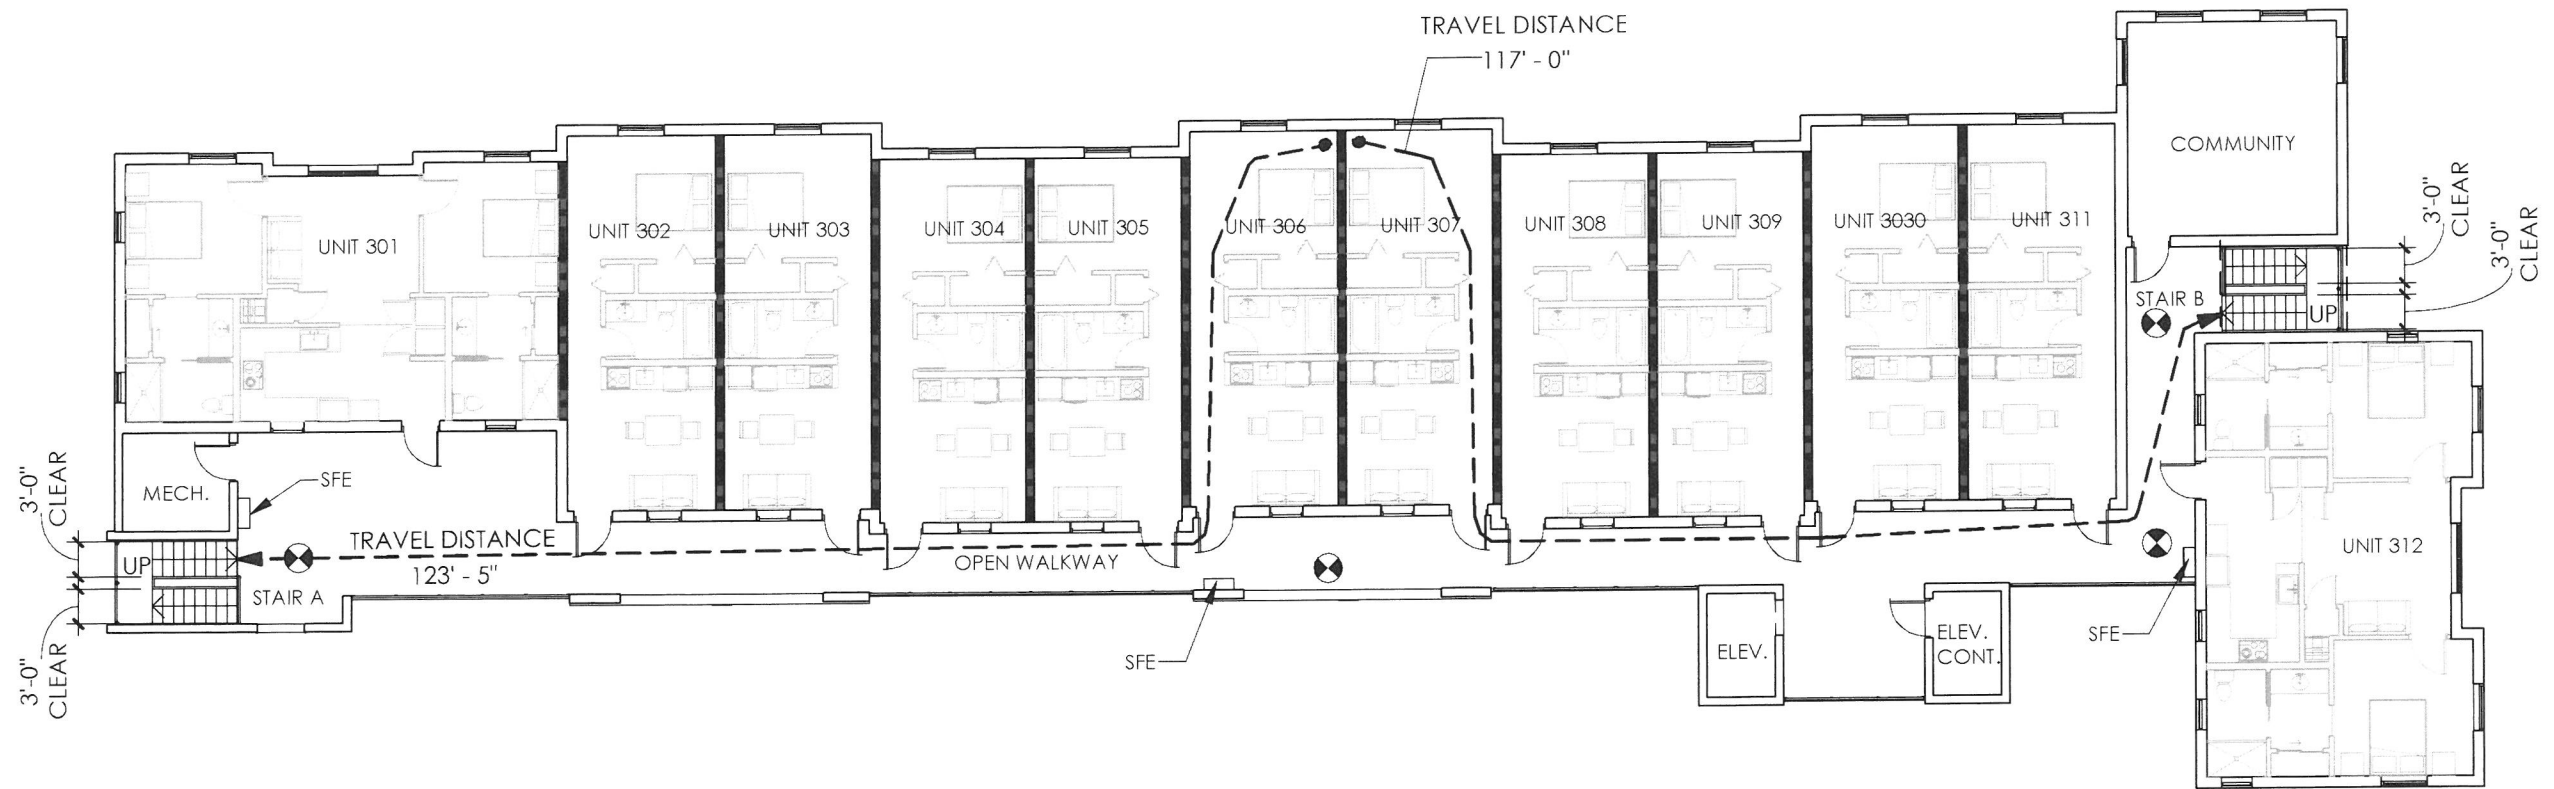 TRAVEL DISTANCE
117' - 0"
COMMUNITY
3'-0"
CLEAR
3'-0"
CLEAR
UNIT 301
UNIT 302
UNIT 303
UNIT 304
UNIT 305
UNIT 306
UNIT 307
UNIT 308
UNIT 309
UNIT 3030
UNIT 311
STAIR B
UP
MECH.
SFE
3'-0"
CLEAR
TRAVEL DISTANCE
123' - 5"
UP
STAIR A
OPEN WALKWAY
UNIT 312
3'-0"
CLEAR
SFE
ELEV.
ELEV.
CONT.
SFE